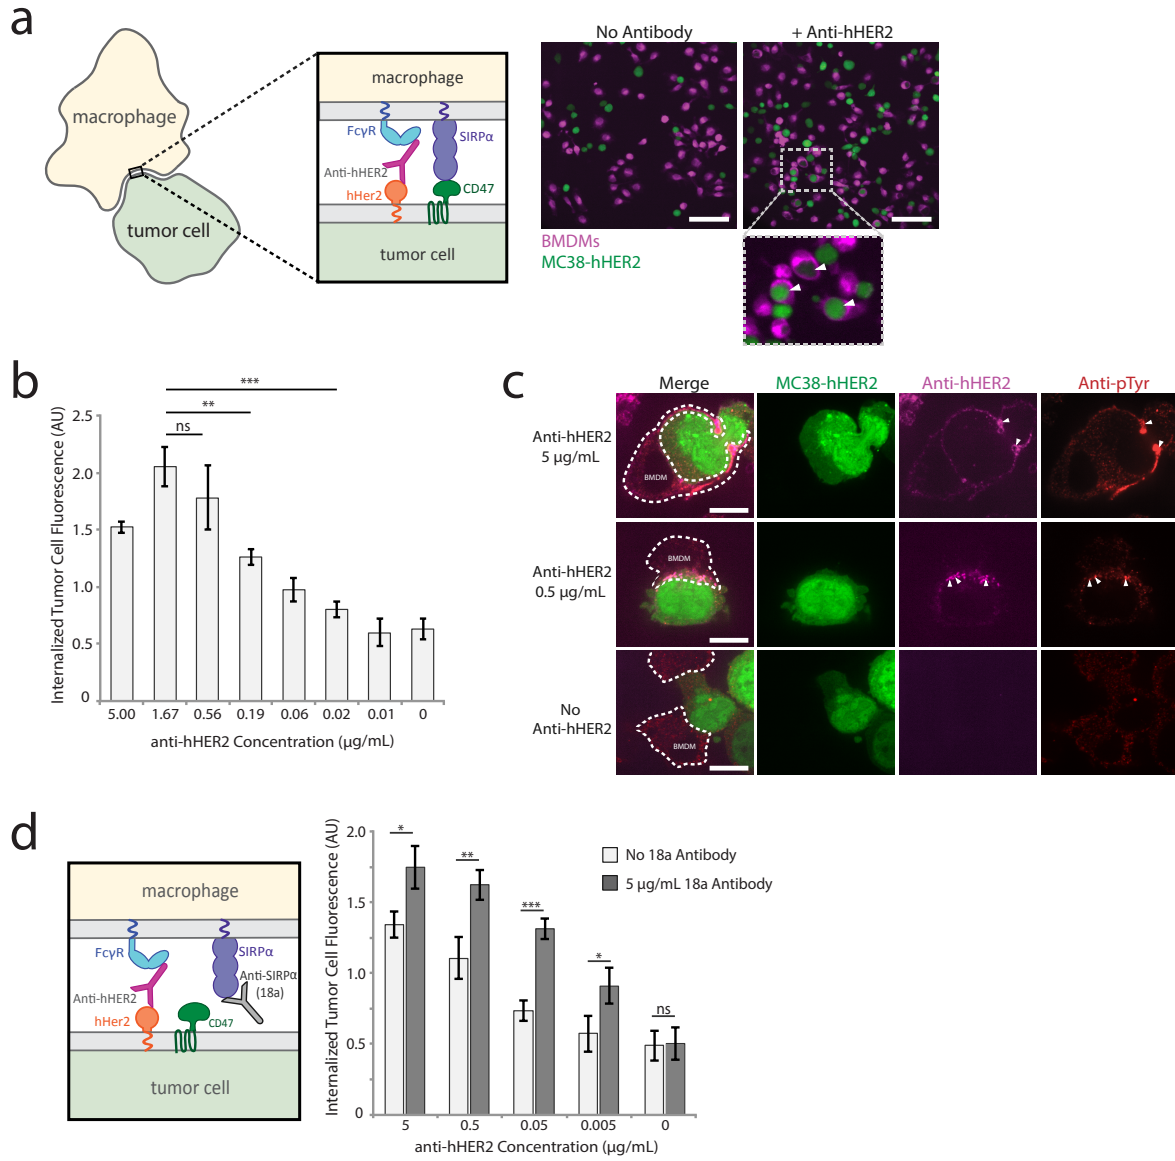 a
macrophage
tumor cell
macrophage
FcγR
SIRPα
Anti-hHER2
hHer2
CD47
tumor cell
No Antibody
+ Anti-hHER2
BMDMs
MC38-hHER2
b
Internalized Tumor Cell Fluorescence (AU)
2.5
2.0
1.5
1.0
0.5
0
***
**
ns
5.00 1.67 0.56 0.19 0.06 0.02 0.01 0
anti-hHER2 Concentration (μg/mL)
c
Merge
MC38-hHER2
Anti-hHER2
Anti-pTyr
Anti-hHER2
5 μg/mL
BMDM
Anti-hHER2
0.5 μg/mL
BMDM
No
Anti-hHER2
BMDM
d
macrophage
FcγR
SIRPα
Anti-SIRPα
(18a)
Anti-hHER2
hHer2
CD47
tumor cell
Internalized Tumor Cell Fluorescence (AU)
2.0
1.5
1.0
0.5
0
*
**
***
*
ns
No 18a Antibody
5 μg/mL 18a Antibody
5 0.5 0.05 0.005 0
anti-hHER2 Concentration (μg/mL)